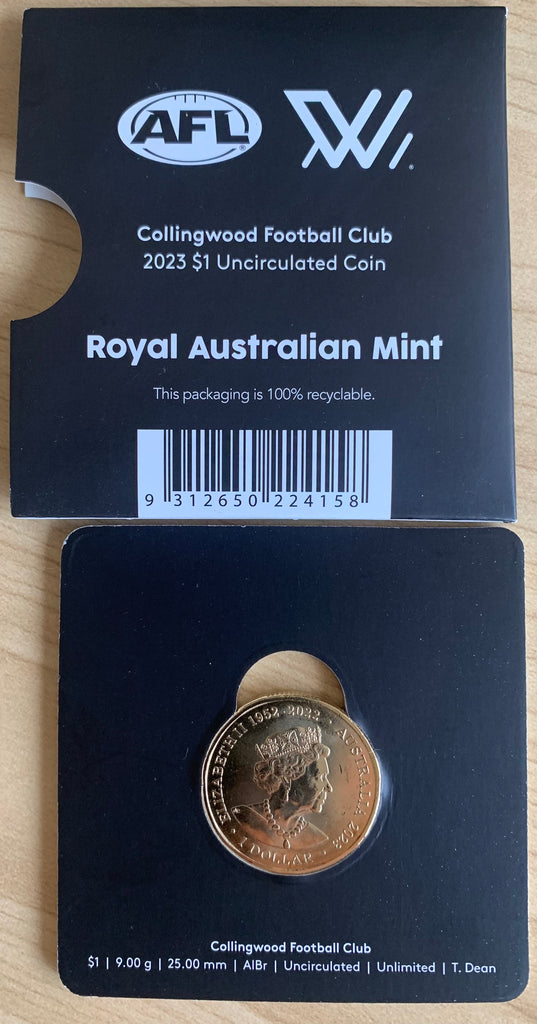 AFL
W
Collingwood Football Club
2023 $1 Uncirculated Coin
Royal Australian Mint
This packaging is 100% recyclable.
9 312650 224158
ELIZABETH II 1952-2022 · AUSTRALIA 2023
· 1 DOLLAR ·
Collingwood Football Club
$1 | 9.00 g | 25.00 mm | AlBr | Uncirculated | Unlimited | T. Dean